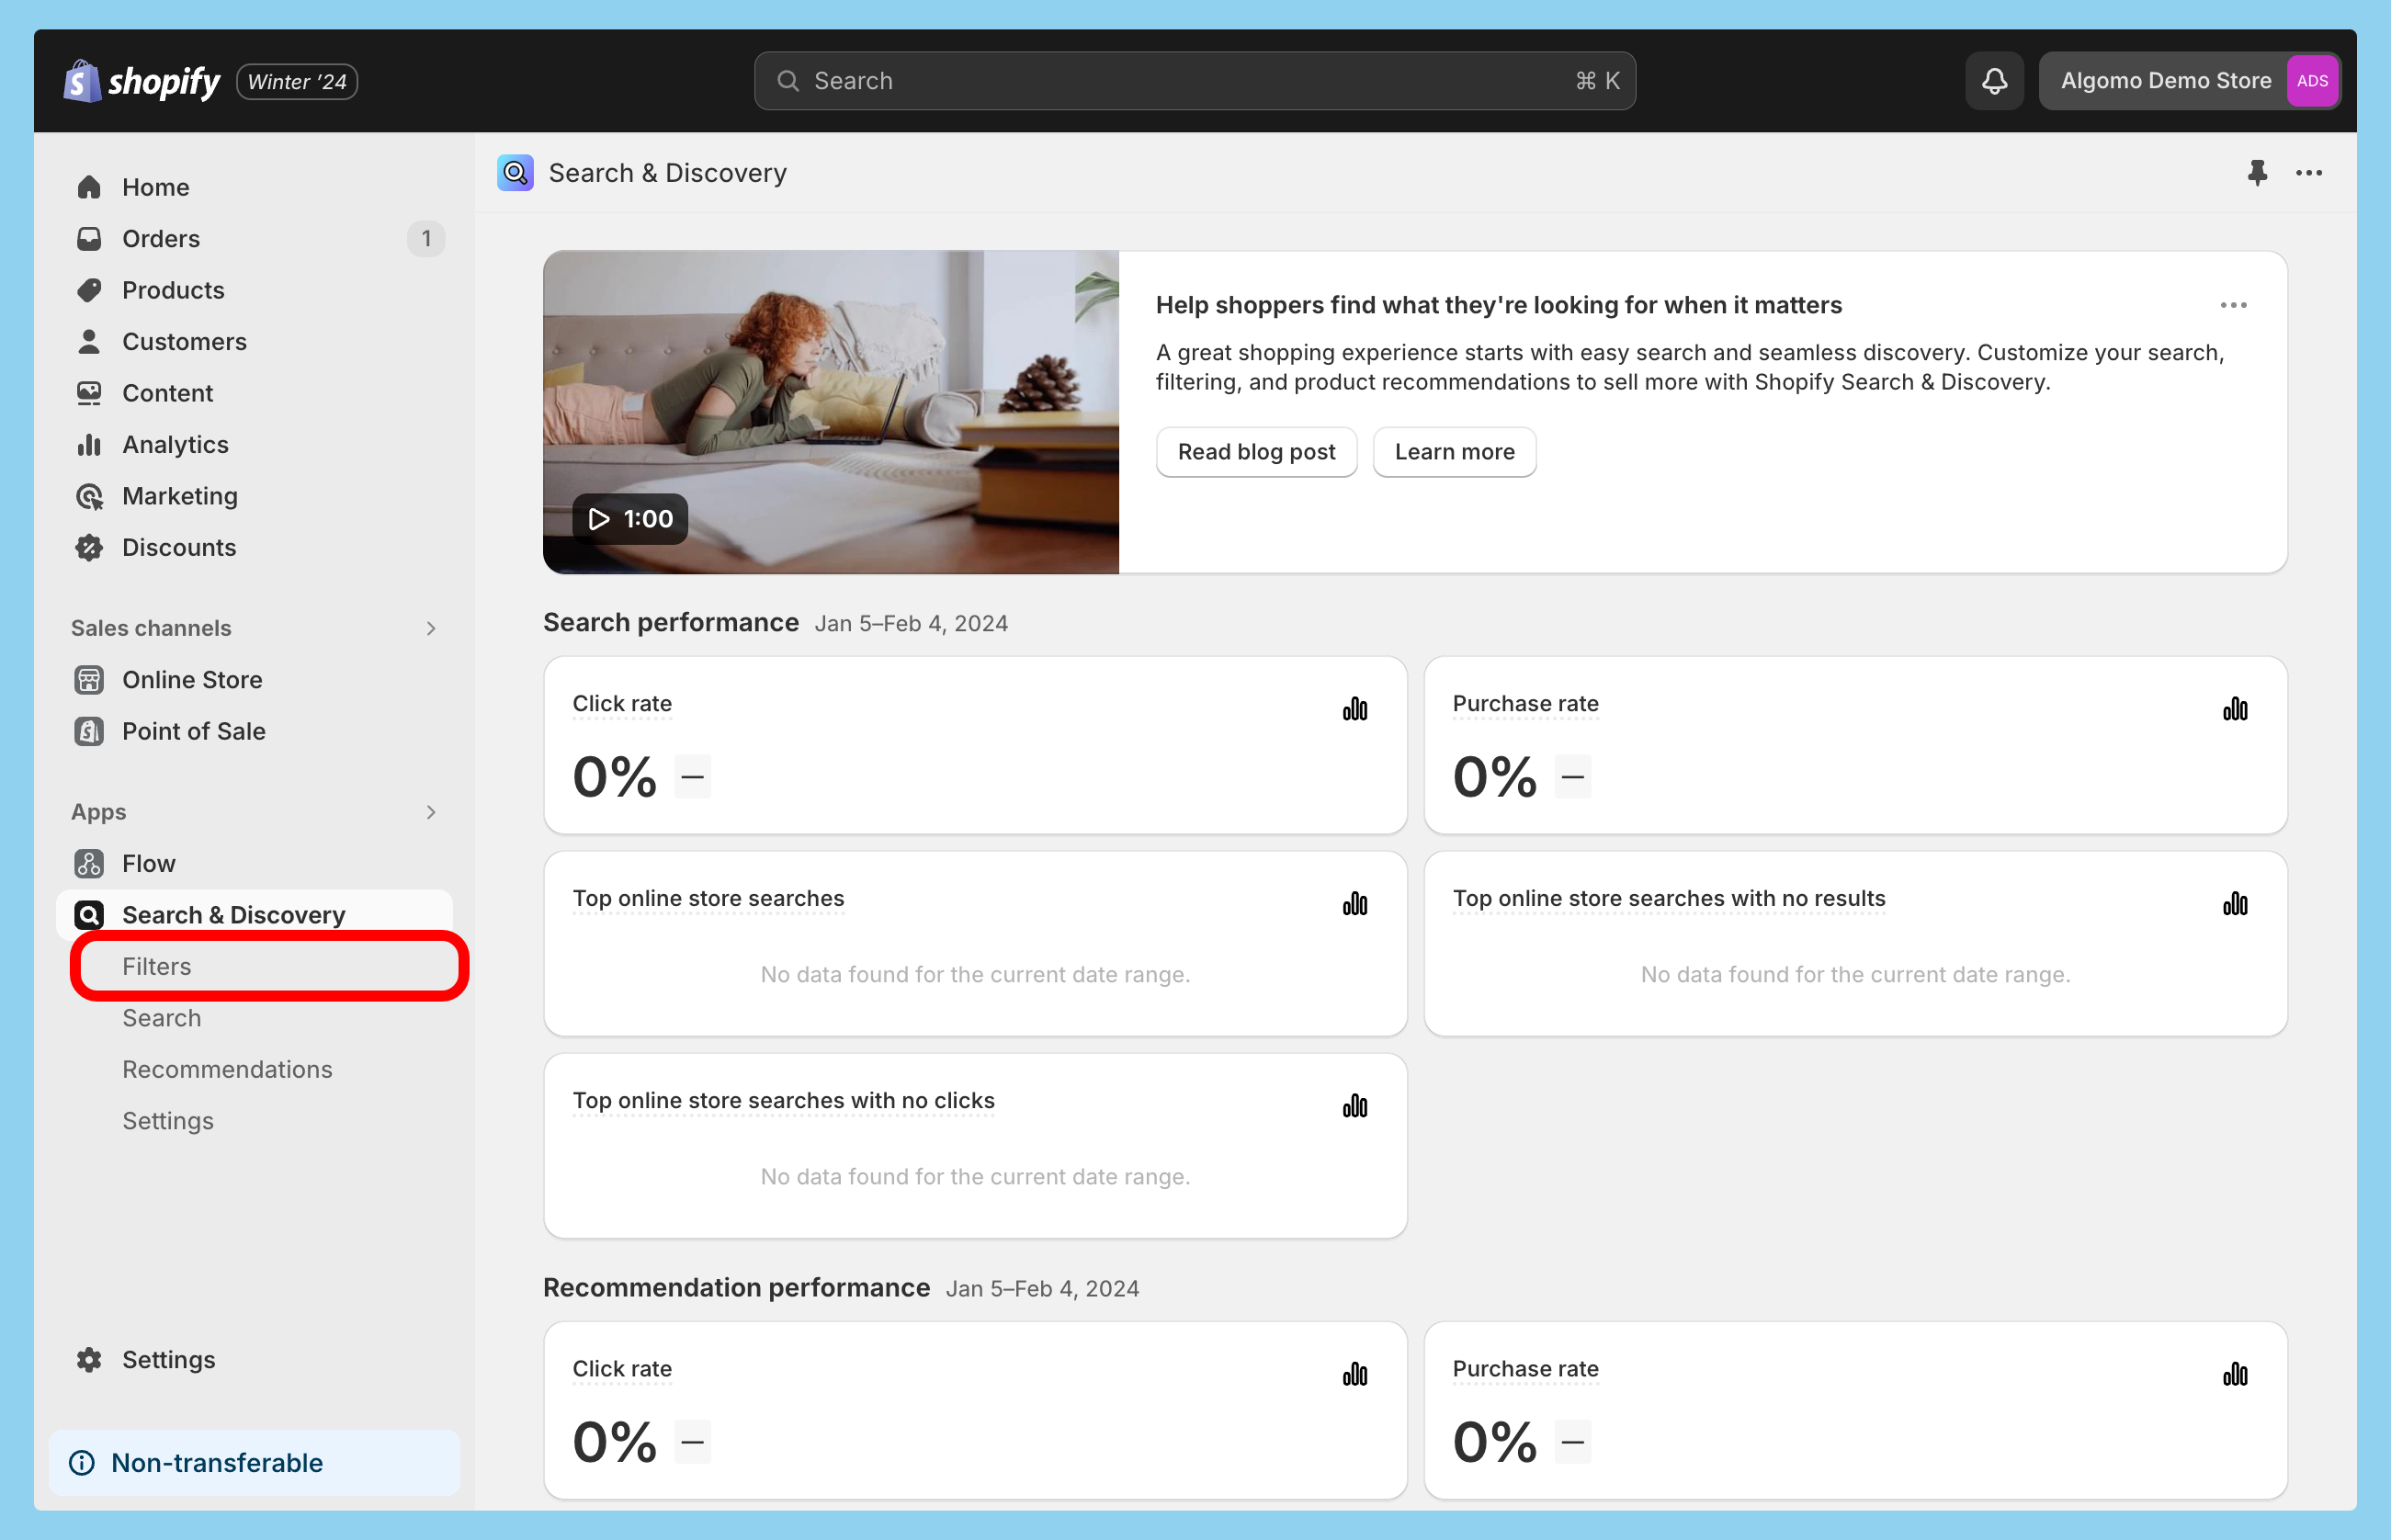 shopify
Winter ’24
Search
⌘ K
Algomo Demo Store
ADS
Home
Orders
1
Products
Customers
Content
Analytics
Marketing
Discounts
Sales channels
Online Store
Point of Sale
Apps
Flow
Search & Discovery
Filters
Search
Recommendations
Settings
Settings
Non-transferable
Search & Discovery
1:00
Help shoppers find what they're looking for when it matters
A great shopping experience starts with easy search and seamless discovery. Customize your search,
filtering, and product recommendations to sell more with Shopify Search & Discovery.
Read blog post
Learn more
Search performance Jan 5–Feb 4, 2024
Click rate
0% —
Purchase rate
0% —
Top online store searches
No data found for the current date range.
Top online store searches with no results
No data found for the current date range.
Top online store searches with no clicks
No data found for the current date range.
Recommendation performance Jan 5–Feb 4, 2024
Click rate
0% —
Purchase rate
0% —